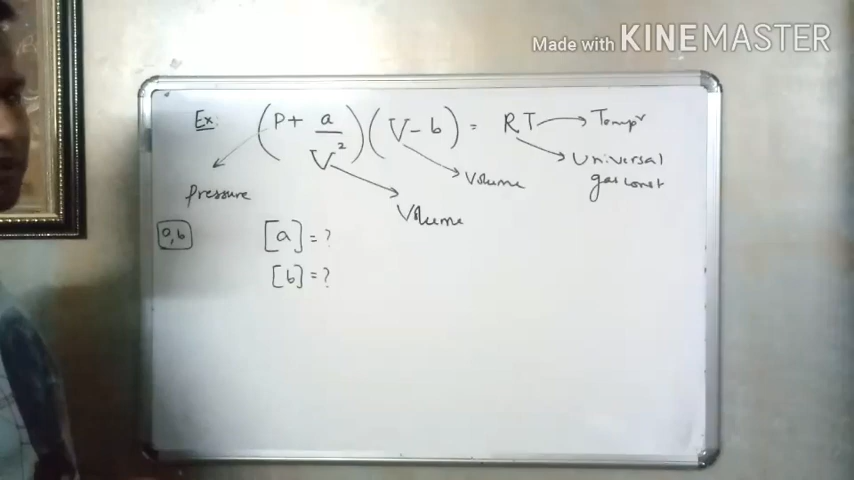 Made with KINEMASTER
Ex: (P + a/V²)(V - b) = RT → Tempr
Universal
gas const
Volume
Pressure
Volume
a,b
[a] = ?
[b] = ?